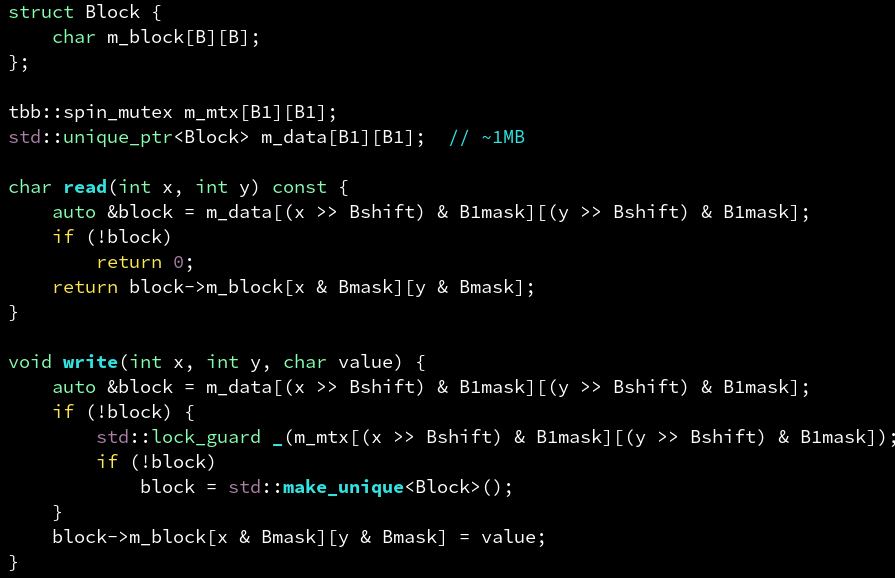 struct Block {
    char m_block[B][B];
};

tbb::spin_mutex m_mtx[B1][B1];
std::unique_ptr<Block> m_data[B1][B1];  // ~1MB

char read(int x, int y) const {
    auto &block = m_data[(x >> Bshift) & B1mask][(y >> Bshift) & B1mask];
    if (!block)
        return 0;
    return block->m_block[x & Bmask][y & Bmask];
}

void write(int x, int y, char value) {
    auto &block = m_data[(x >> Bshift) & B1mask][(y >> Bshift) & B1mask];
    if (!block) {
        std::lock_guard _(m_mtx[(x >> Bshift) & B1mask][(y >> Bshift) & B1mask]);
        if (!block)
            block = std::make_unique<Block>();
    }
    block->m_block[x & Bmask][y & Bmask] = value;
}